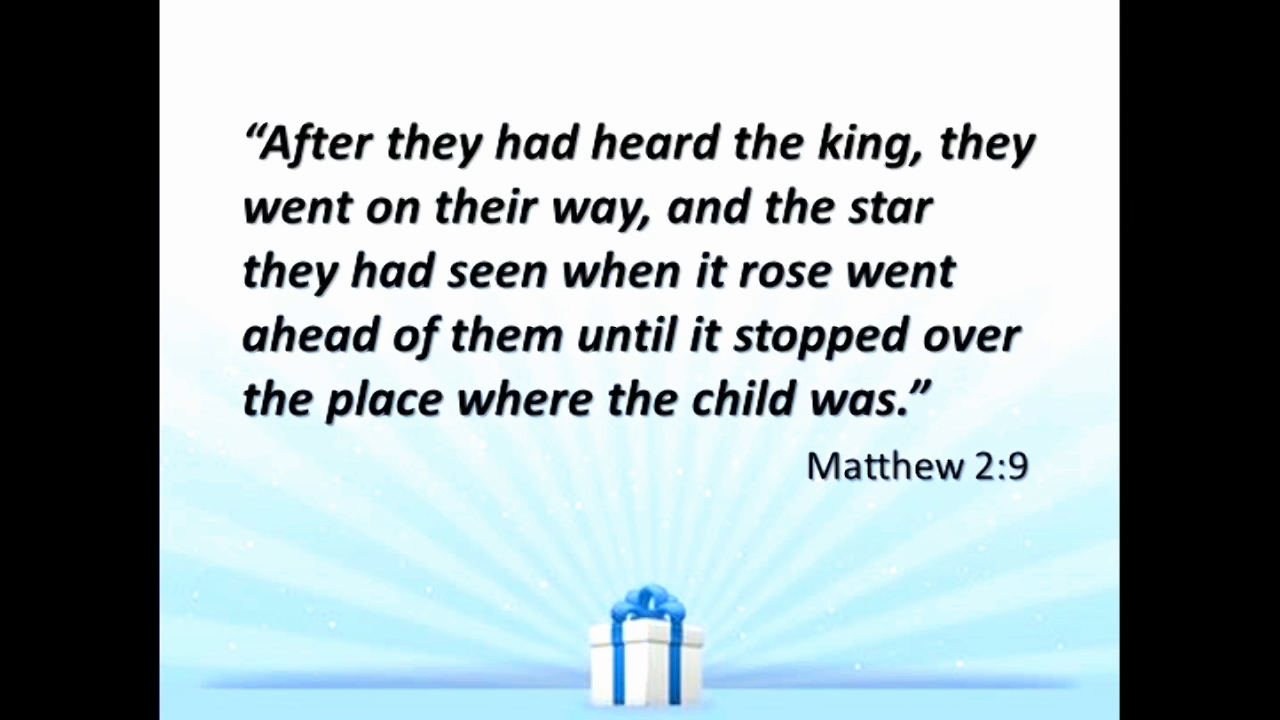 “After they had heard the king, they
went on their way, and the star
they had seen when it rose went
ahead of them until it stopped over
the place where the child was.”
Matthew 2:9